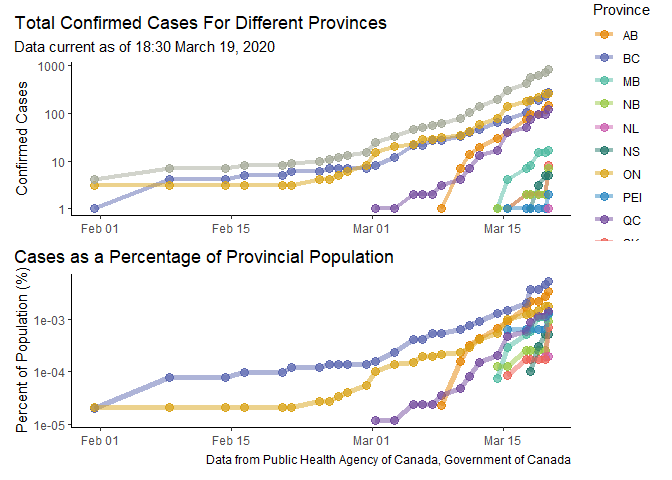 Total Confirmed Cases For Different Provinces
Data current as of 18:30 March 19, 2020
Confirmed Cases
1000
100
10
1
Feb 01 Feb 15 Mar 01 Mar 15
Province
AB
BC
MB
NB
NL
NS
ON
PEI
QC
Cases as a Percentage of Provincial Population
Percent of Population (%)
1e-03
1e-04
1e-05
Feb 01 Feb 15 Mar 01 Mar 15
Data from Public Health Agency of Canada, Government of Canada